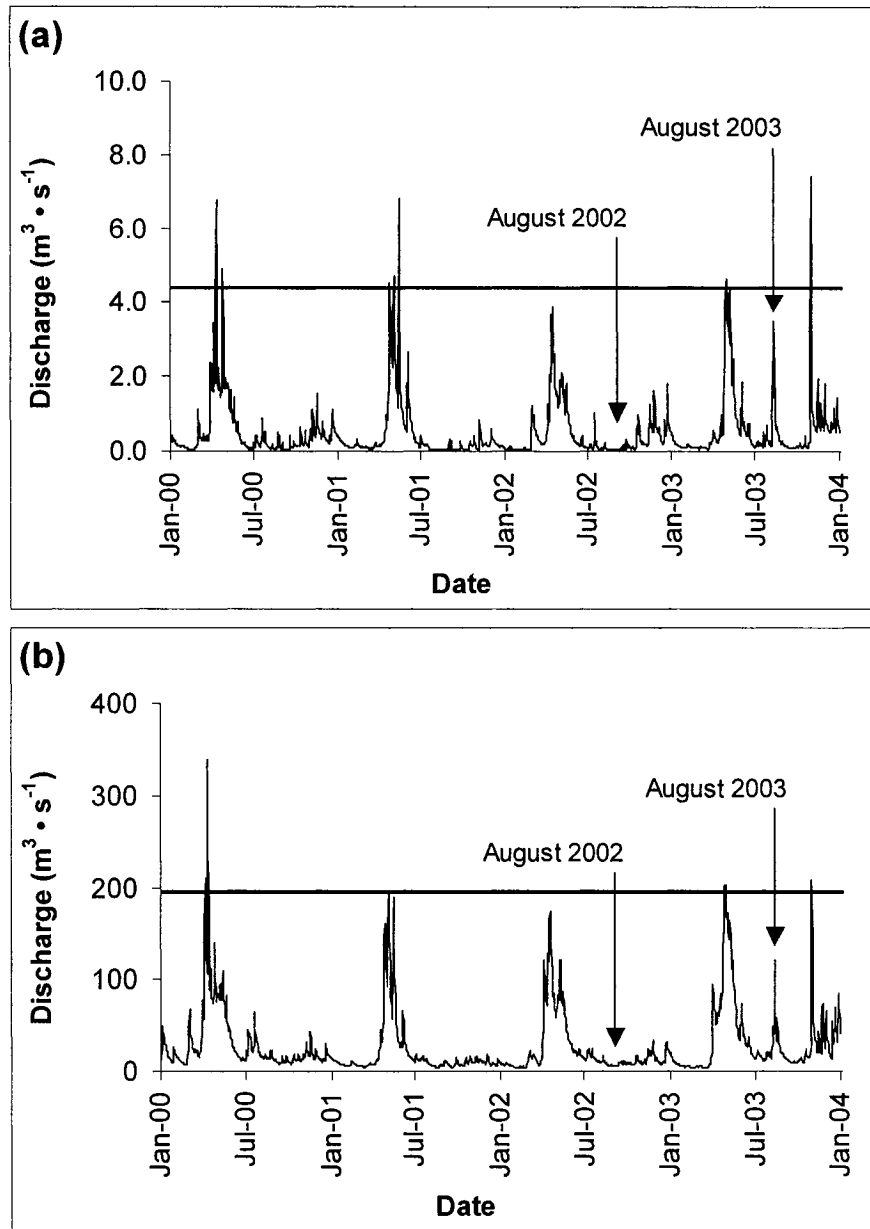 (a)
10.0
8.0
6.0
4.0
2.0
0.0
Discharge (m³ • s⁻¹)
August 2003
August 2002
Jan-00
Jul-00
Jan-01
Jul-01
Jan-02
Jul-02
Jan-03
Jul-03
Jan-04
Date
(b)
400
300
200
100
0
Discharge (m³ • s⁻¹)
August 2003
August 2002
Jan-00
Jul-00
Jan-01
Jul-01
Jan-02
Jul-02
Jan-03
Jul-03
Jan-04
Date